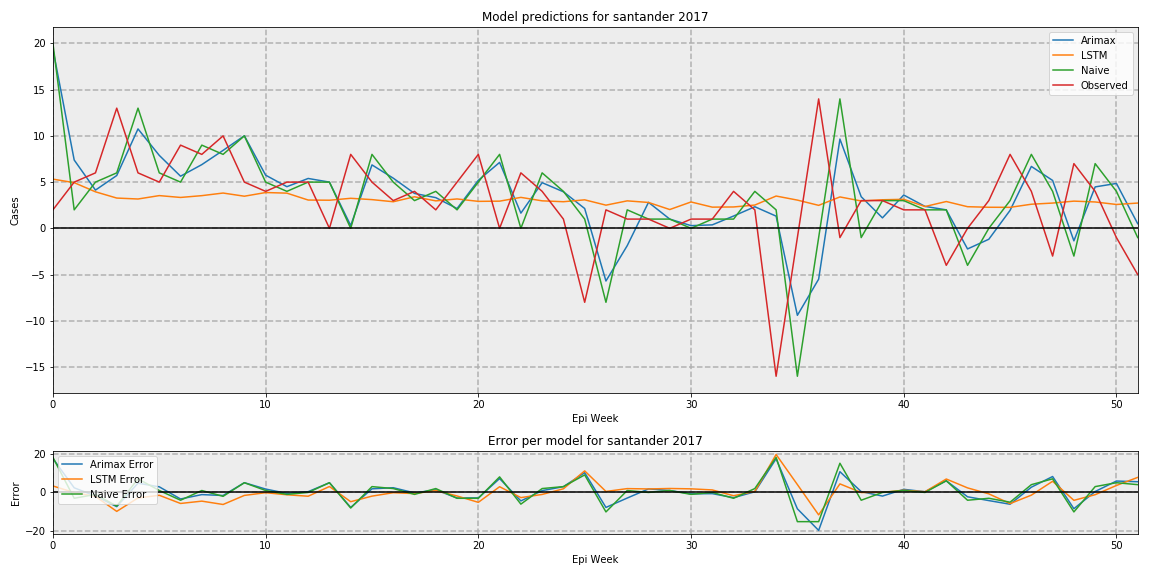 Model predictions for santander 2017
Cases
20
15
10
5
0
−5
−10
−15
Arimax
LSTM
Naive
Observed
0 10 20 30 40 50
Epi Week
Error per model for santander 2017
Error
20
0
−20
Arimax Error
LSTM Error
Naive Error
0 10 20 30 40 50
Epi Week